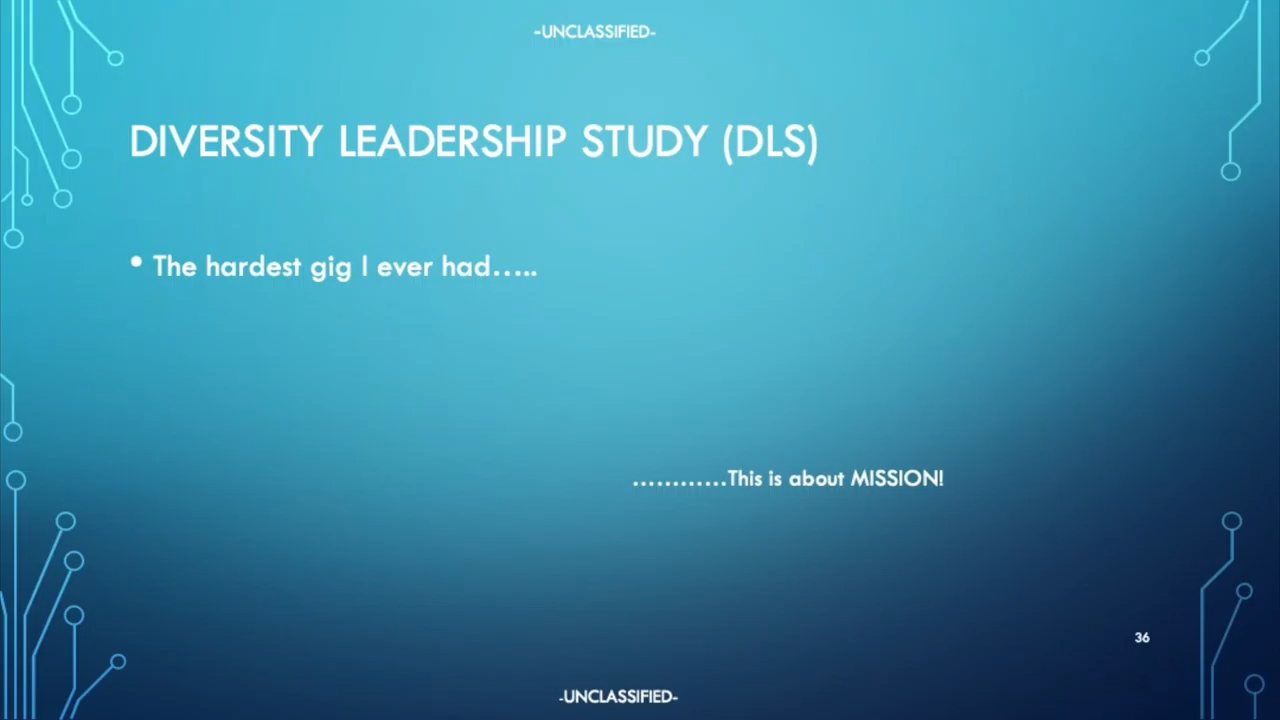 -UNCLASSIFIED-
DIVERSITY LEADERSHIP STUDY (DLS)
• The hardest gig I ever had.....
............This is about MISSION!
36
-UNCLASSIFIED-